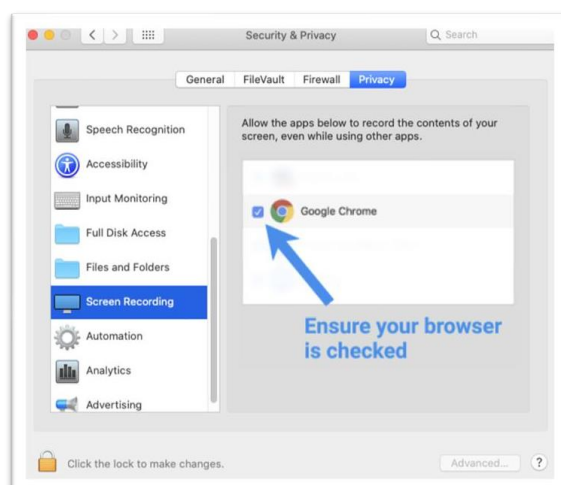 Security & Privacy
Search
General
FileVault
Firewall
Privacy
Speech Recognition
Accessibility
Input Monitoring
Full Disk Access
Files and Folders
Screen Recording
Automation
Analytics
Advertising
Allow the apps below to record the contents of your
screen, even while using other apps.
Google Chrome
Ensure your browser
is checked
Click the lock to make changes.
Advanced...
?